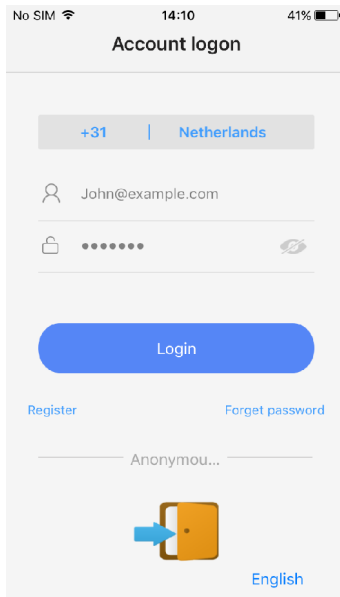 No SIM 14:10 41%
Account logon
+31 | Netherlands
John@example.com
•••••••
Login
Register Forget password
Anonymou...
English